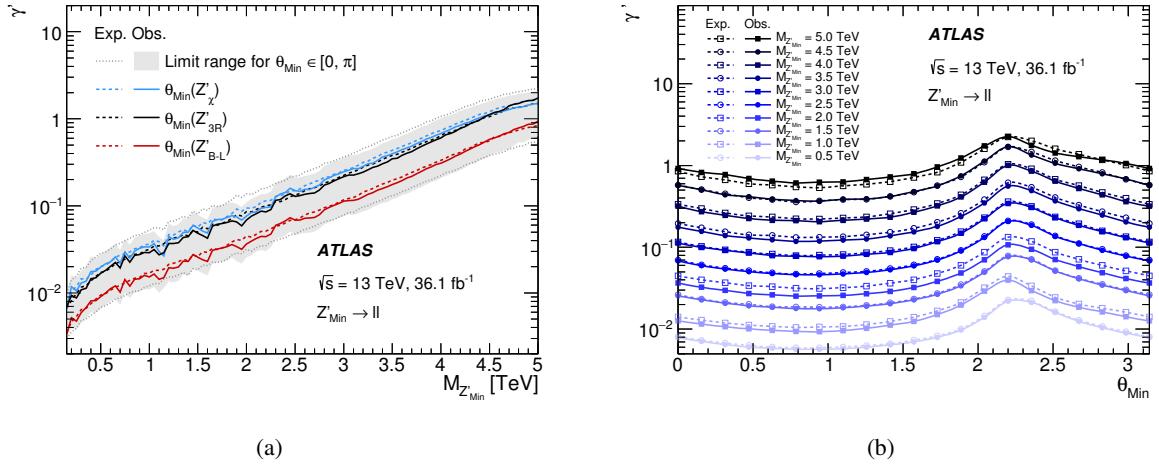 γ'
Exp. Obs.
Limit range for θ_Min ∈ [0, π]
θ_Min(Z'_χ)
θ_Min(Z'_3R)
θ_Min(Z'_B-L)
ATLAS
√s = 13 TeV, 36.1 fb⁻¹
Z'_Min → ll
1
10⁻¹
10⁻²
0.5 1 1.5 2 2.5 3 3.5 4 4.5 5
M_Z'_Min [TeV]
(a)
γ'
Exp. Obs.
M_Z'_Min = 5.0 TeV
M_Z'_Min = 4.5 TeV
M_Z'_Min = 4.0 TeV
M_Z'_Min = 3.5 TeV
M_Z'_Min = 3.0 TeV
M_Z'_Min = 2.5 TeV
M_Z'_Min = 2.0 TeV
M_Z'_Min = 1.5 TeV
M_Z'_Min = 1.0 TeV
M_Z'_Min = 0.5 TeV
ATLAS
√s = 13 TeV, 36.1 fb⁻¹
Z'_Min → ll
10
1
10⁻¹
10⁻²
0 0.5 1 1.5 2 2.5 3
θ_Min
(b)